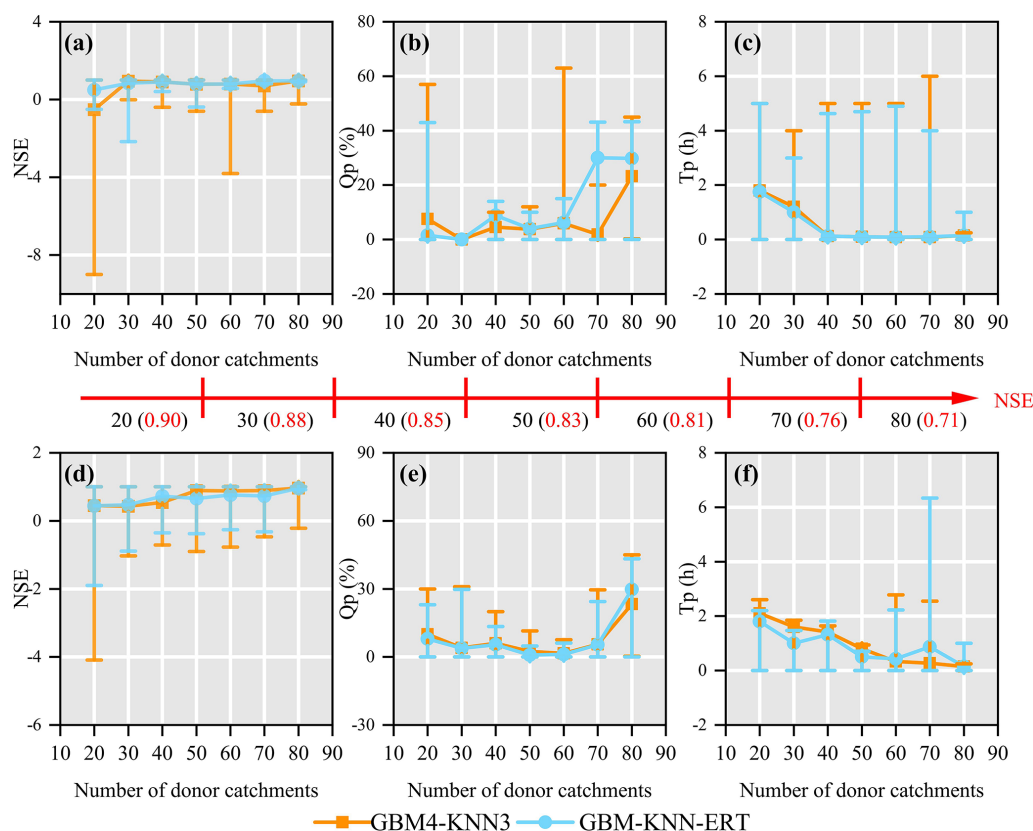 (a)
NSE
4
0
-4
-8
10 20 30 40 50 60 70 80 90
Number of donor catchments
(b)
Qp (%)
80
60
40
20
0
-20
10 20 30 40 50 60 70 80 90
Number of donor catchments
(c)
Tp (h)
8
6
4
2
0
-2
10 20 30 40 50 60 70 80 90
Number of donor catchments
NSE
20 (0.90) 30 (0.88) 40 (0.85) 50 (0.83) 60 (0.81) 70 (0.76) 80 (0.71)
(d)
NSE
2
0
-2
-4
-6
10 20 30 40 50 60 70 80 90
Number of donor catchments
(e)
Qp (%)
90
60
30
0
-30
10 20 30 40 50 60 70 80 90
Number of donor catchments
(f)
Tp (h)
8
6
4
2
0
-2
10 20 30 40 50 60 70 80 90
Number of donor catchments
GBM4-KNN3 GBM-KNN-ERT